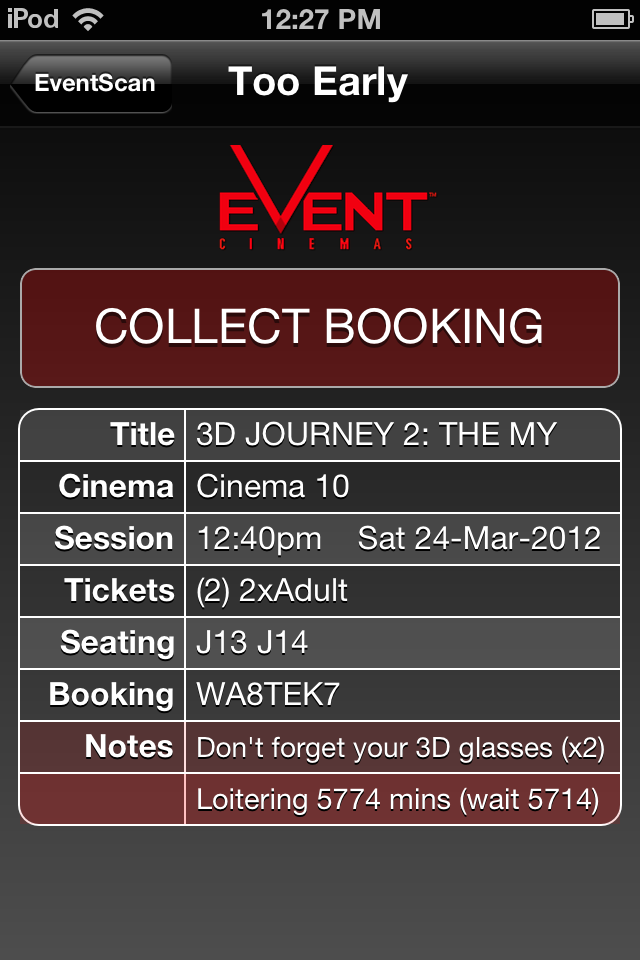 iPod 12:27 PM
EventScan Too Early
EVENT™
CINEMAS
COLLECT BOOKING
Title 3D JOURNEY 2: THE MY
Cinema Cinema 10
Session 12:40pm Sat 24-Mar-2012
Tickets (2) 2xAdult
Seating J13 J14
Booking WA8TEK7
Notes Don't forget your 3D glasses (x2)
Loitering 5774 mins (wait 5714)